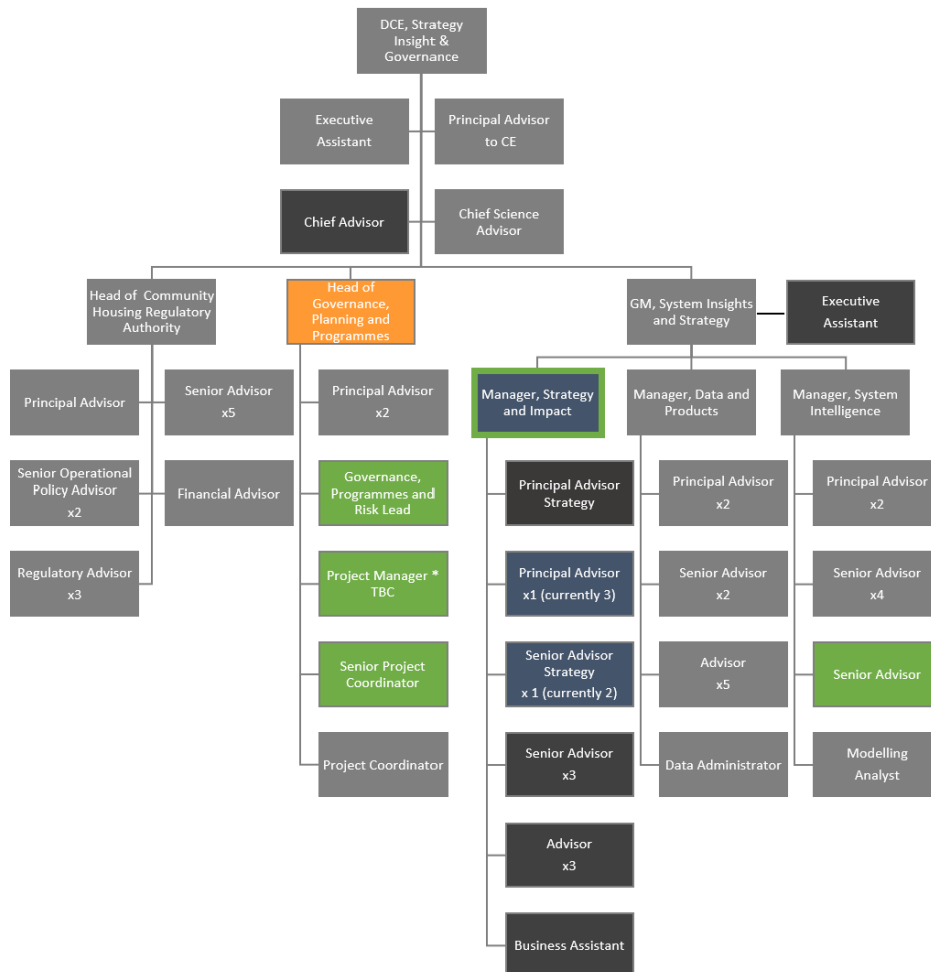 DCE, Strategy
Insight &
Governance
Executive
Assistant
Principal Advisor
to CE
Chief Advisor
Chief Science
Advisor
Head of Community
Housing Regulatory
Authority
Head of
Governance,
Planning and
Programmes
GM, System Insights
and Strategy
Executive
Assistant
Principal Advisor
Senior Advisor
x5
Senior Operational
Policy Advisor
x2
Financial Advisor
Regulatory Advisor
x3
Principal Advisor
x2
Governance,
Programmes and
Risk Lead
Project Manager *
TBC
Senior Project
Coordinator
Project Coordinator
Manager, Strategy
and Impact
Principal Advisor
Strategy
Principal Advisor
x1 (currently 3)
Senior Advisor
Strategy
x 1 (currently 2)
Senior Advisor
x3
Advisor
x3
Business Assistant
Manager, Data and
Products
Principal Advisor
x2
Senior Advisor
x2
Advisor
x5
Data Administrator
Manager, System
Intelligence
Principal Advisor
x2
Senior Advisor
x4
Senior Advisor
Modelling
Analyst